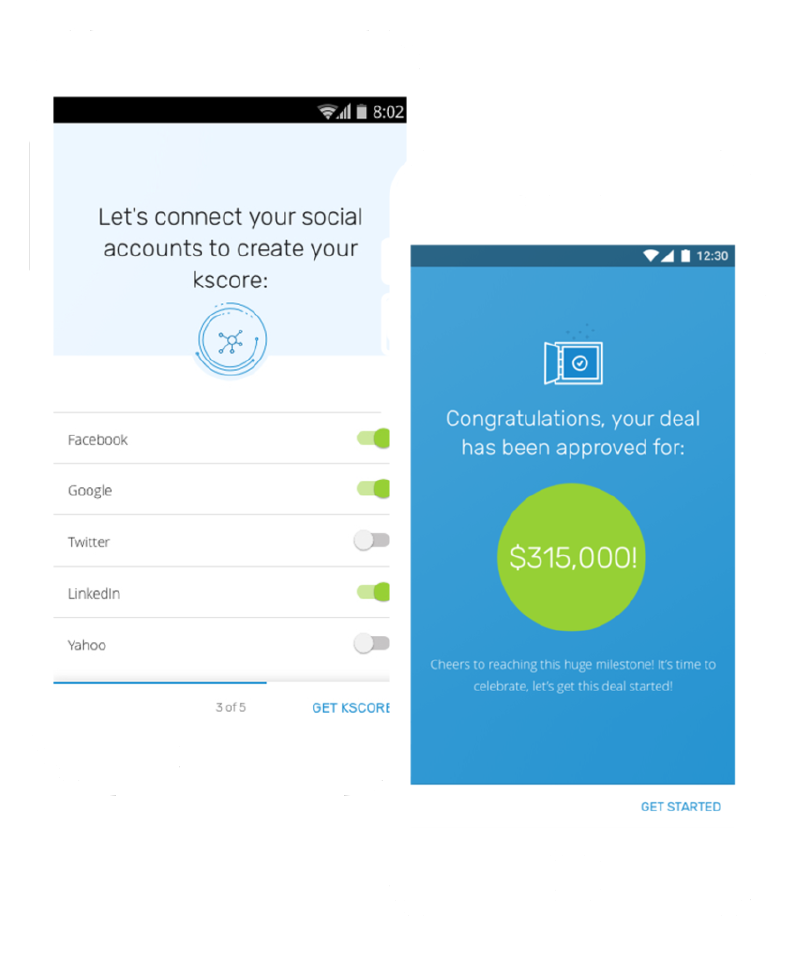 8:02
Let's connect your social
accounts to create your
kscore:
Facebook
Google
Twitter
LinkedIn
Yahoo
3 of 5
GET KSCORE
12:30
Congratulations, your deal
has been approved for:
$315,000!
Cheers to reaching this huge milestone! It's time to
celebrate, let's get this deal started!
GET STARTED